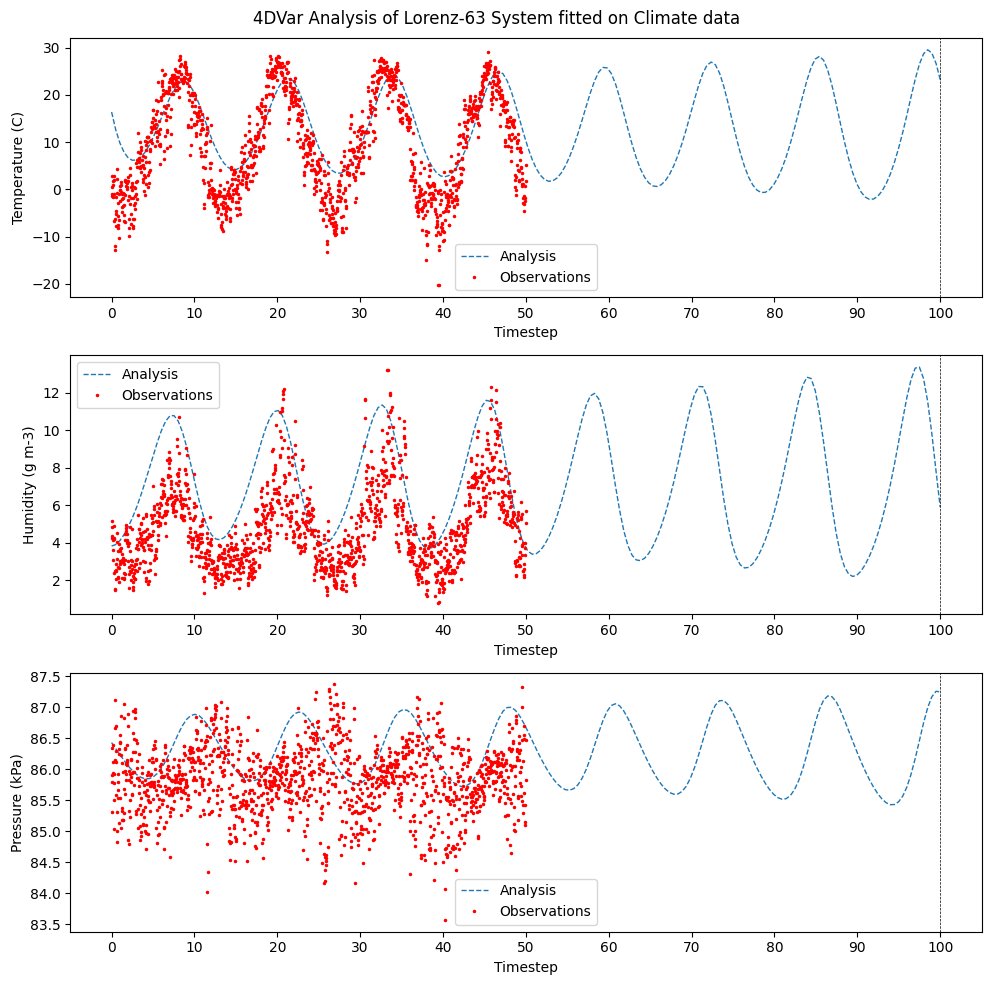 4DVar Analysis of Lorenz-63 System fitted on Climate data
30
20
10
0
−10
−20
Temperature (C)
Analysis
Observations
0 10 20 30 40 50 60 70 80 90 100
Timestep
12
10
8
6
4
2
Humidity (g m-3)
Analysis
Observations
0 10 20 30 40 50 60 70 80 90 100
Timestep
87.5
87.0
86.5
86.0
85.5
85.0
84.5
84.0
83.5
Pressure (kPa)
Analysis
Observations
0 10 20 30 40 50 60 70 80 90 100
Timestep